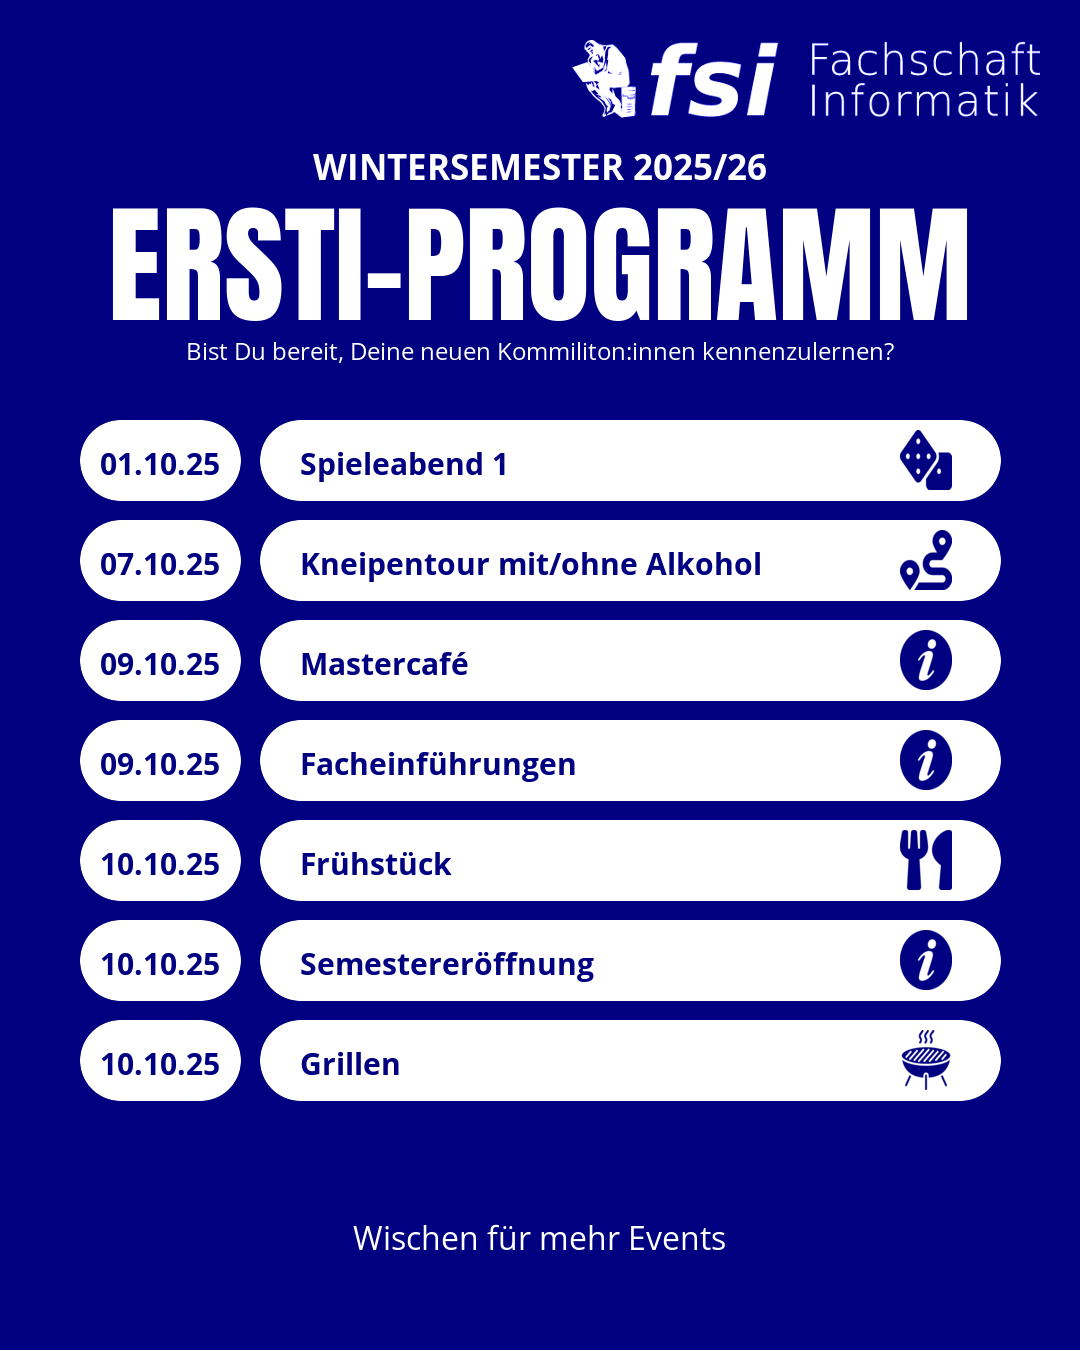 fsi Fachschaft
Informatik
WINTERSEMESTER 2025/26
ERSTI-PROGRAMM
Bist Du bereit, Deine neuen Kommiliton:innen kennenzulernen?
01.10.25 Spieleabend 1
07.10.25 Kneipentour mit/ohne Alkohol
09.10.25 Mastercafé
09.10.25 Facheinführungen
10.10.25 Frühstück
10.10.25 Semestereröffnung
10.10.25 Grillen
Wischen für mehr Events